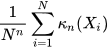 \frac{1}{N^n} \sum_{i=1}^{N} \kappa_n(X_i)